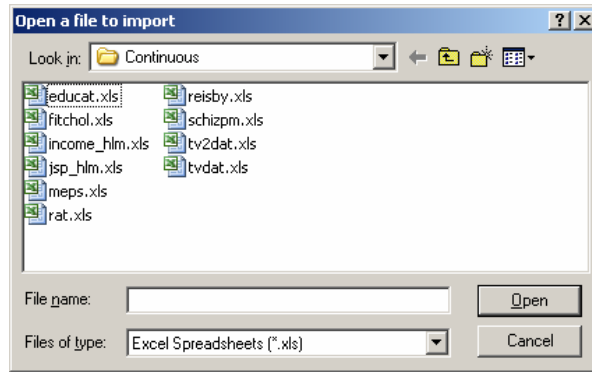 Open a file to import
Look in: Continuous
educat.xls
fitchol.xls
income_hlm.xls
jsp_hlm.xls
meps.xls
rat.xls
reisby.xls
schizpm.xls
tv2dat.xls
tvdat.xls
File name:
Open
Files of type: Excel Spreadsheets (*.xls)
Cancel